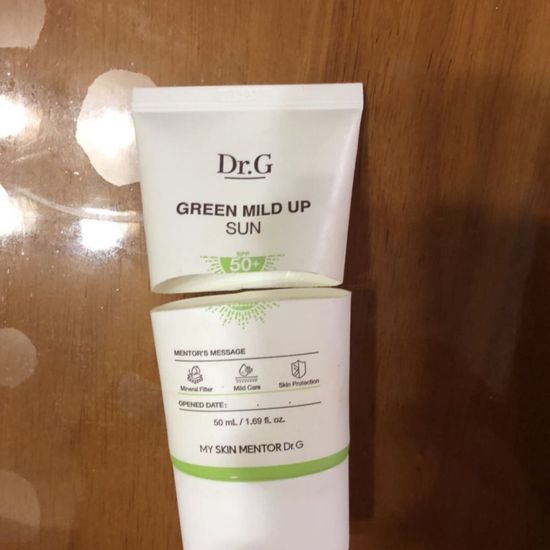 Dr.G
GREEN MILD UP
SUN
SPF
50+
MENTOR'S MESSAGE
Mineral Filter
Mild Care
Skin Protection
OPENED DATE : . .
50 mL / 1.69 fl. oz.
MY SKIN MENTOR Dr.G